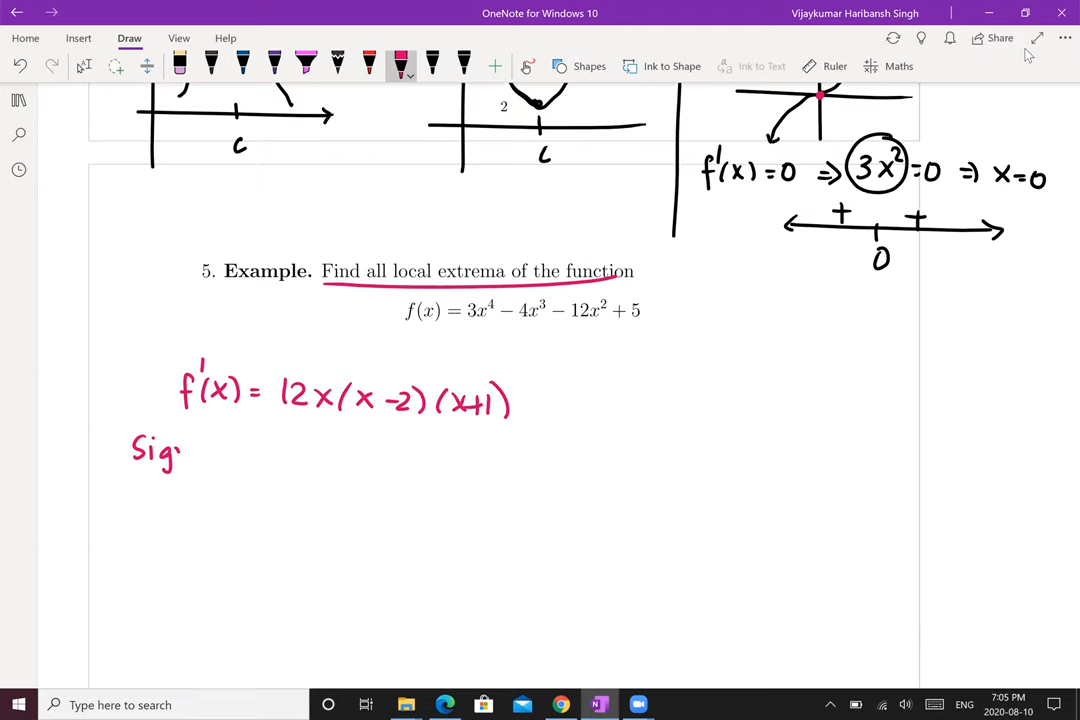 OneNote for Windows 10
Vijaykumar Haribansh Singh
Home Insert Draw View Help
Share
Shapes
Ink to Shape
Ink to Text
Ruler
Maths
2
C
C
f'(x) = 0 ⇒ 3x² = 0 ⇒ x = 0
+ +
0
5. Example. Find all local extrema of the function
f(x) = 3x⁴ − 4x³ − 12x² + 5
f'(x) = 12x(x-2)(x+1)
Sig
Type here to search
ENG
7:05 PM
2020-08-10